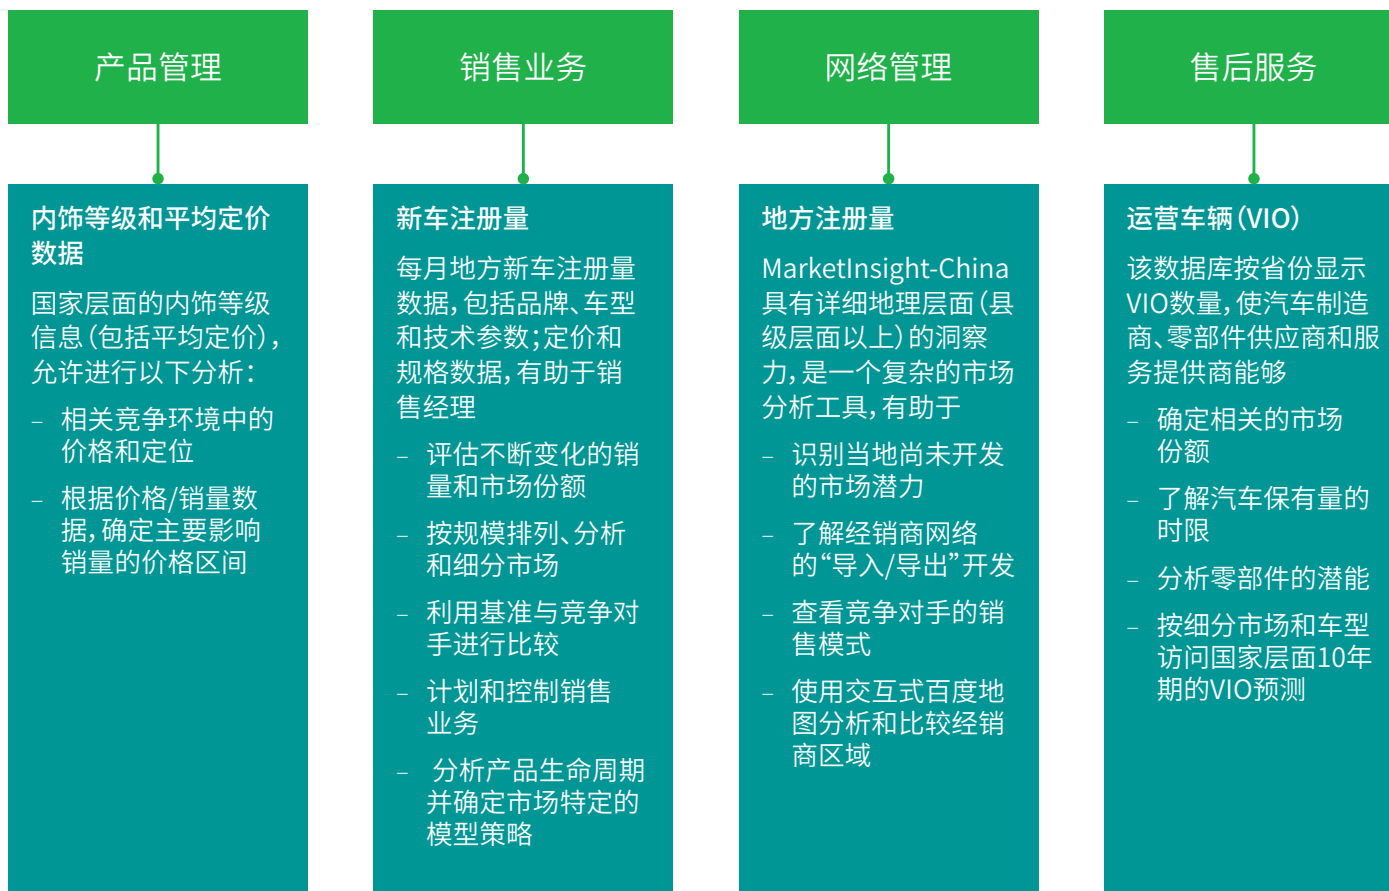 产品管理
内饰等级和平均定价
数据
国家层面的内饰等级
信息（包括平均定价），
允许进行以下分析：
– 相关竞争环境中的
价格和定位
– 根据价格/销量数
据，确定主要影响
销量的价格区间
销售业务
新车注册量
每月地方新车注册量
数据，包括品牌、车型
和技术参数；定价和
规格数据，有助于销
售经理
– 评估不断变化的销
量和市场份额
– 按规模排列、分析
和细分市场
– 利用基准与竞争对
手进行比较
– 计划和控制销售
业务
– 分析产品生命周期
并确定市场特定的
模型策略
网络管理
地方注册量
MarketInsight-China
具有详细地理层面（县
级层面以上）的洞察
力，是一个复杂的市场
分析工具，有助于
– 识别当地尚未开发
的市场潜力
– 了解经销商网络
的“导入/导出”开发
– 查看竞争对手的销
售模式
– 使用交互式百度地
图分析和比较经销
商区域
售后服务
运营车辆（VIO）
该数据库按省份显示
VIO数量，使汽车制造
商、零部件供应商和服
务提供商能够
– 确定相关的市场
份额
– 了解汽车保有量的
时限
– 分析零部件的潜能
– 按细分市场和车型
访问国家层面10年
期的VIO预测